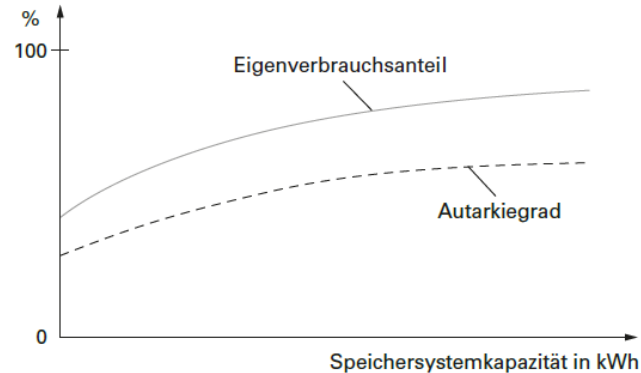 %
100
Eigenverbrauchsanteil
Autarkiegrad
0
Speichersystemkapazität in kWh